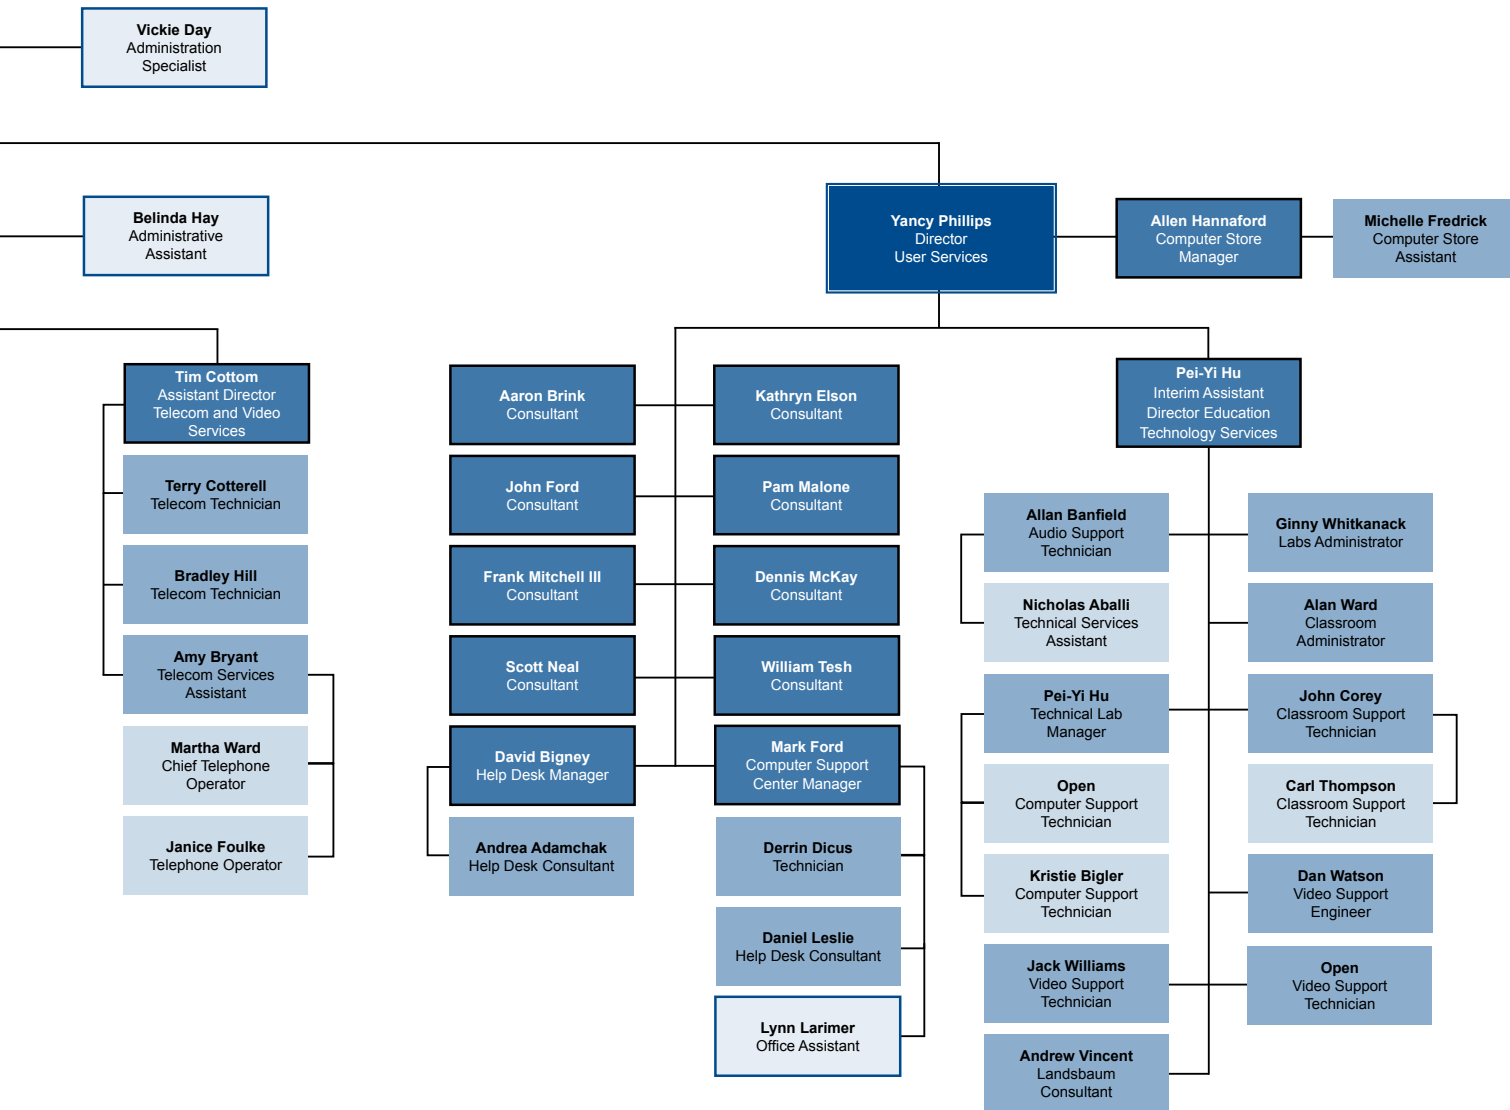 Vickie Day
Administration
Specialist
Belinda Hay
Administrative
Assistant
Yancy Phillips
Director
User Services
Allen Hannaford
Computer Store
Manager
Michelle Fredrick
Computer Store
Assistant
Tim Cottom
Assistant Director
Telecom and Video
Services
Terry Cotterell
Telecom Technician
Bradley Hill
Telecom Technician
Amy Bryant
Telecom Services
Assistant
Martha Ward
Chief Telephone
Operator
Janice Foulke
Telephone Operator
Aaron Brink
Consultant
Kathryn Elson
Consultant
John Ford
Consultant
Pam Malone
Consultant
Frank Mitchell III
Consultant
Dennis McKay
Consultant
Scott Neal
Consultant
William Tesh
Consultant
David Bigney
Help Desk Manager
Mark Ford
Computer Support
Center Manager
Andrea Adamchak
Help Desk Consultant
Derrin Dicus
Technician
Daniel Leslie
Help Desk Consultant
Lynn Larimer
Office Assistant
Pei-Yi Hu
Interim Assistant
Director Education
Technology Services
Allan Banfield
Audio Support
Technician
Ginny Whitkanack
Labs Administrator
Nicholas Aballi
Technical Services
Assistant
Alan Ward
Classroom
Administrator
Pei-Yi Hu
Technical Lab
Manager
John Corey
Classroom Support
Technician
Open
Computer Support
Technician
Carl Thompson
Classroom Support
Technician
Kristie Bigler
Computer Support
Technician
Dan Watson
Video Support
Engineer
Jack Williams
Video Support
Technician
Open
Video Support
Technician
Andrew Vincent
Landsbaum
Consultant